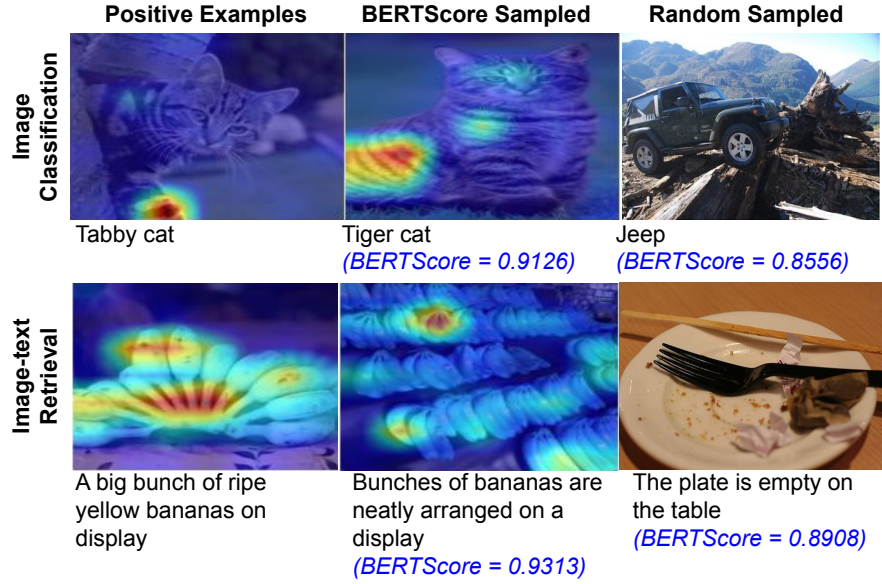 Positive Examples
BERTScore Sampled
Random Sampled
Image
Classification
Tabby cat
Tiger cat
(BERTScore = 0.9126)
Jeep
(BERTScore = 0.8556)
Image-text
Retrieval
A big bunch of ripe
yellow bananas on
display
Bunches of bananas are
neatly arranged on a
display
(BERTScore = 0.9313)
The plate is empty on
the table
(BERTScore = 0.8908)